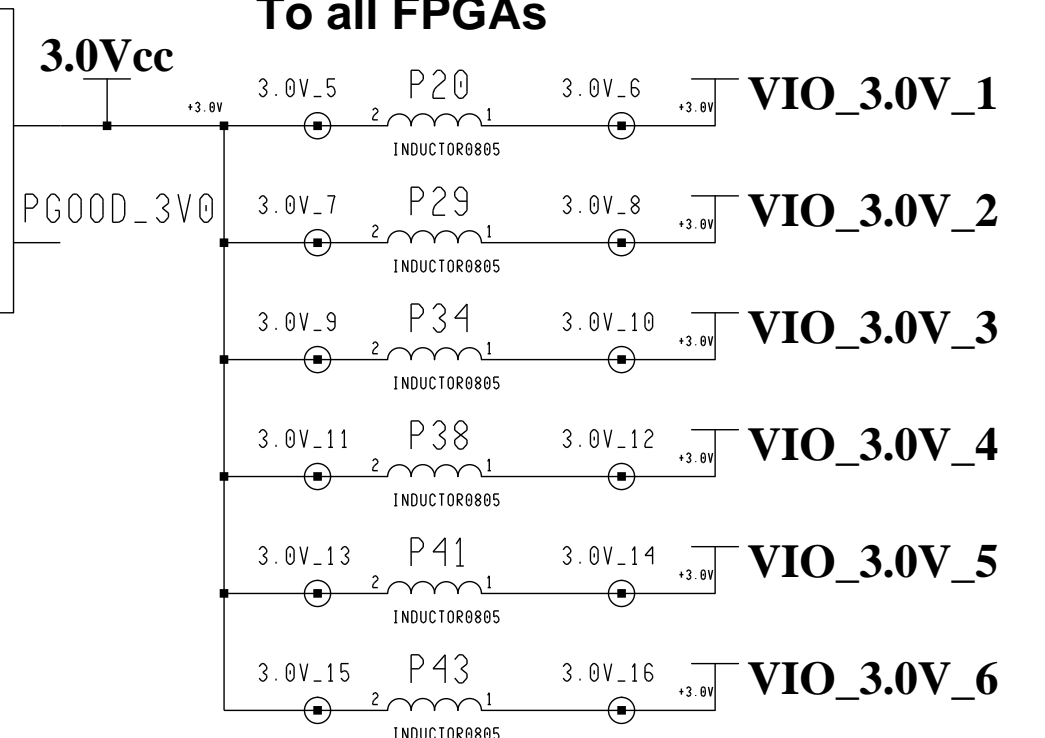 To all FPGAs
3.0Vcc
+3.0V
PGOOD_3V0
3.0V_5 P20 3.0V_6 VIO_3.0V_1
2 1 +3.0V
INDUCTOR0805
3.0V_7 P29 3.0V_8 VIO_3.0V_2
2 1 +3.0V
INDUCTOR0805
3.0V_9 P34 3.0V_10 VIO_3.0V_3
2 1 +3.0V
INDUCTOR0805
3.0V_11 P38 3.0V_12 VIO_3.0V_4
2 1 +3.0V
INDUCTOR0805
3.0V_13 P41 3.0V_14 VIO_3.0V_5
2 1 +3.0V
INDUCTOR0805
3.0V_15 P43 3.0V_16 VIO_3.0V_6
2 1 +3.0V
INDUCTOR0805